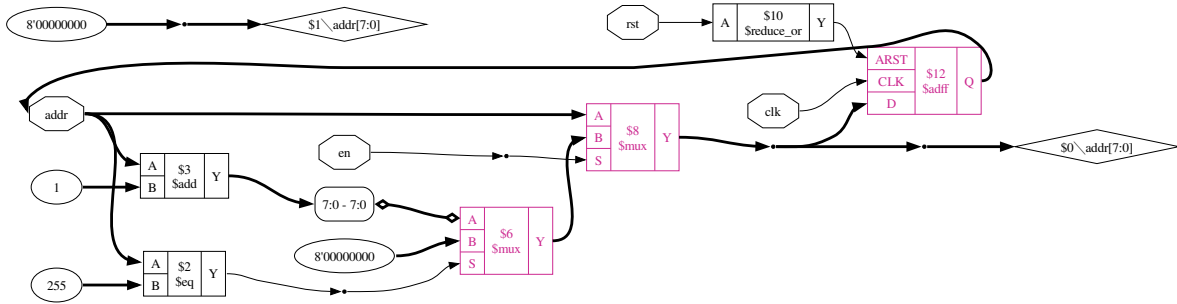 8'00000000
$1\addr[7:0]
rst
A
$10
$reduce_or
Y
ARST
CLK
D
$12
$adff
Q
addr
clk
A
B
S
$8
$mux
Y
en
$0\addr[7:0]
A
B
$3
$add
Y
1
7:0 - 7:0
A
B
S
$6
$mux
Y
8'00000000
A
B
$2
$eq
Y
255